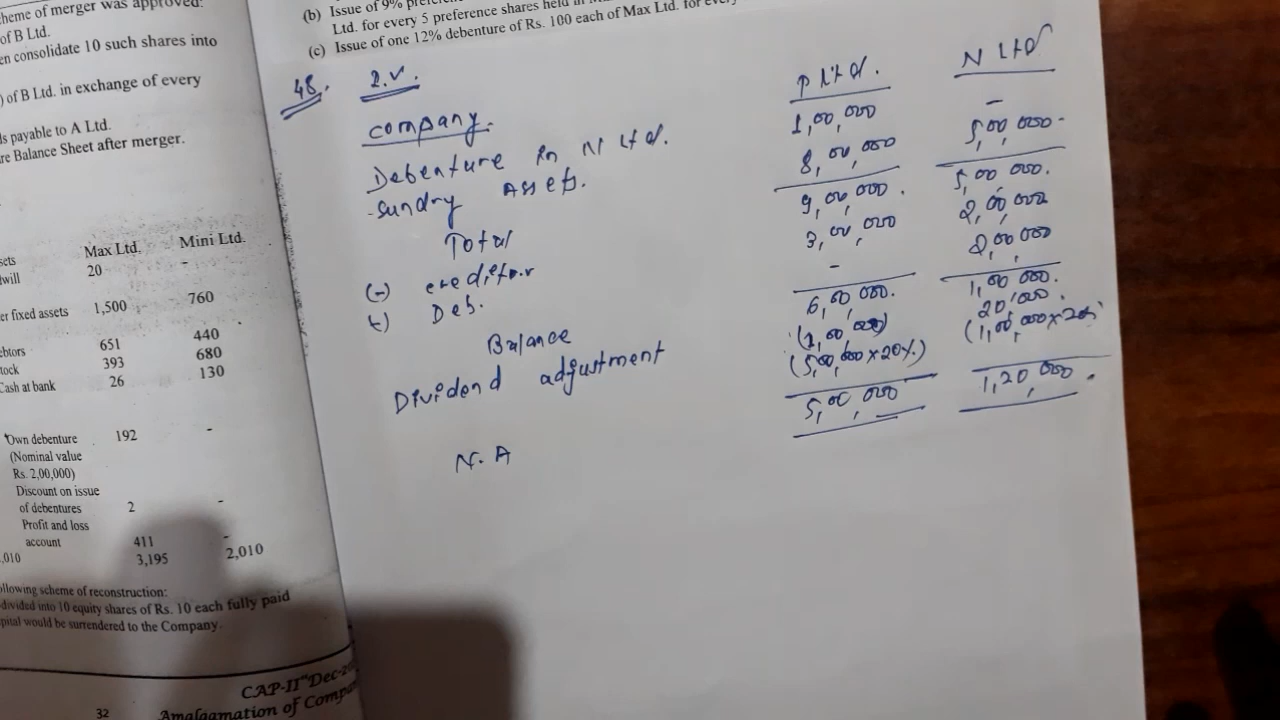 heme of merger was approved:
of B Ltd.
en consolidate 10 such shares into
) of B Ltd. in exchange of every
ds payable to A Ltd.
re Balance Sheet after merger.
sets Max Ltd. Mini Ltd.
dwill 20 -
er fixed assets 1,500 760
ebtors 651 440
tock 393 680
Cash at bank 26 130
Own debenture 192 -
(Nominal value
Rs. 2,00,000)
Discount on issue
of debentures 2 -
Profit and loss
account 411 -
,010 3,195 2,010
ollowing scheme of reconstruction:
divided into 10 equity shares of Rs. 10 each fully paid
pital would be surrendered to the Company.
CAP-II "Dec-20
32 Amalgamation of Compa
(b) Issue of 9%
Ltd. for every 5 preference shares held in
(c) Issue of one 12% debenture of Rs. 100 each of Max Ltd. for
48. I.V.
company. P Ltd. N Ltd
Debenture in N Ltd. 1,00,000 -
Sundry Assets. 8,00,000 5,00,000-
Total 9,00,000. 5,00 000.
(-) creditor 3,00,000 2,00 000
(-) Deb. - 2,00 000
Balance 6,00 000. 1,00 000.
Dividend adjustment (1,00 000) 20,000.
(5,00,000 x 20%.) (1,00,000 x 20%
5,00,000 1,20,000.
N. A